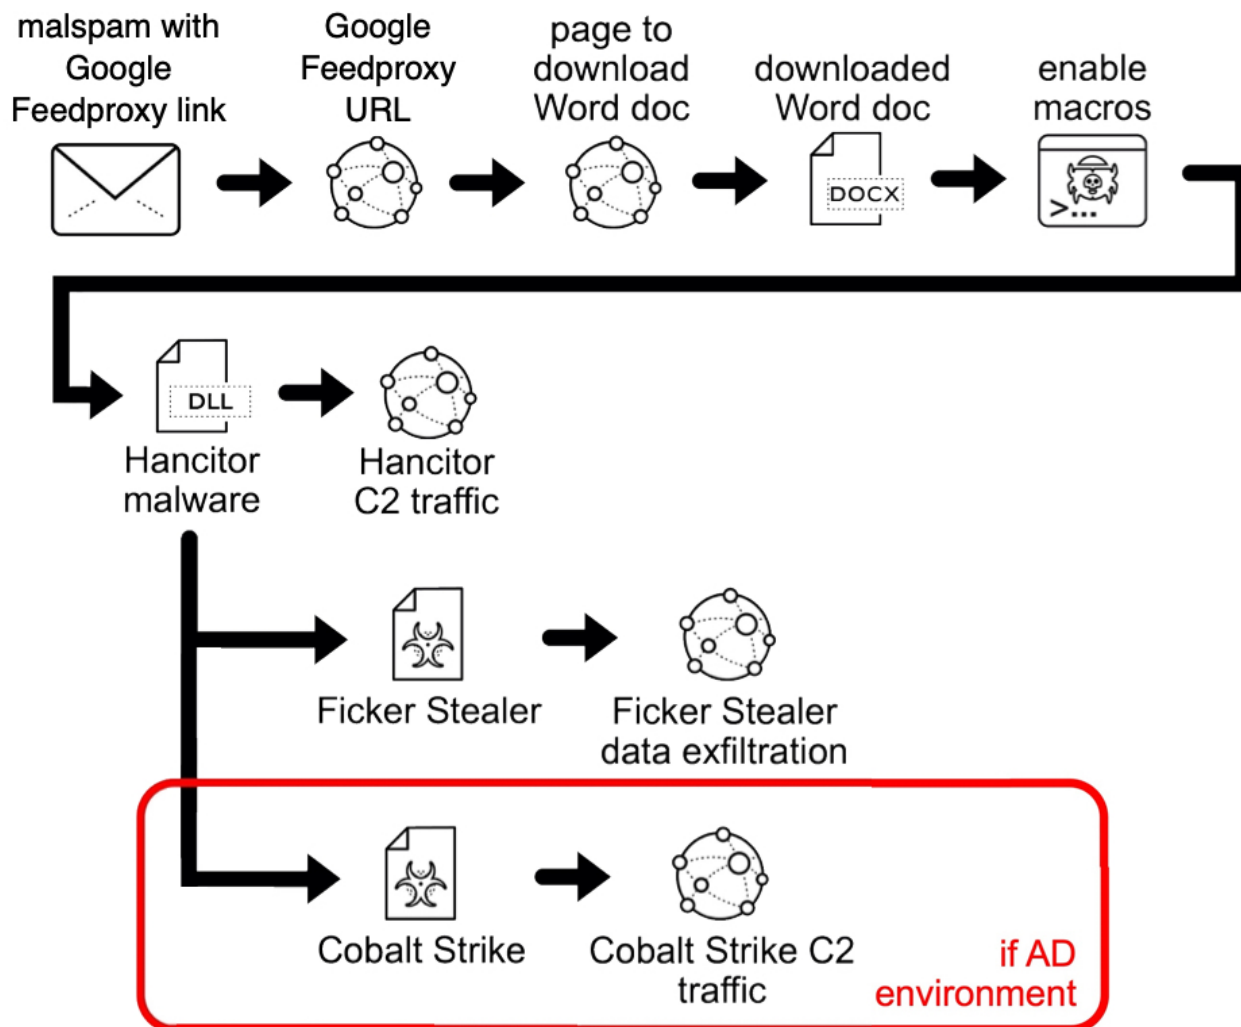 malspam with
Google
Feedproxy link
Google
Feedproxy
URL
page to
download
Word doc
downloaded
Word doc
enable
macros
DOCX
>...
DLL
Hancitor
malware
Hancitor
C2 traffic
Ficker Stealer
Ficker Stealer
data exfiltration
Cobalt Strike
Cobalt Strike C2
traffic
if AD
environment